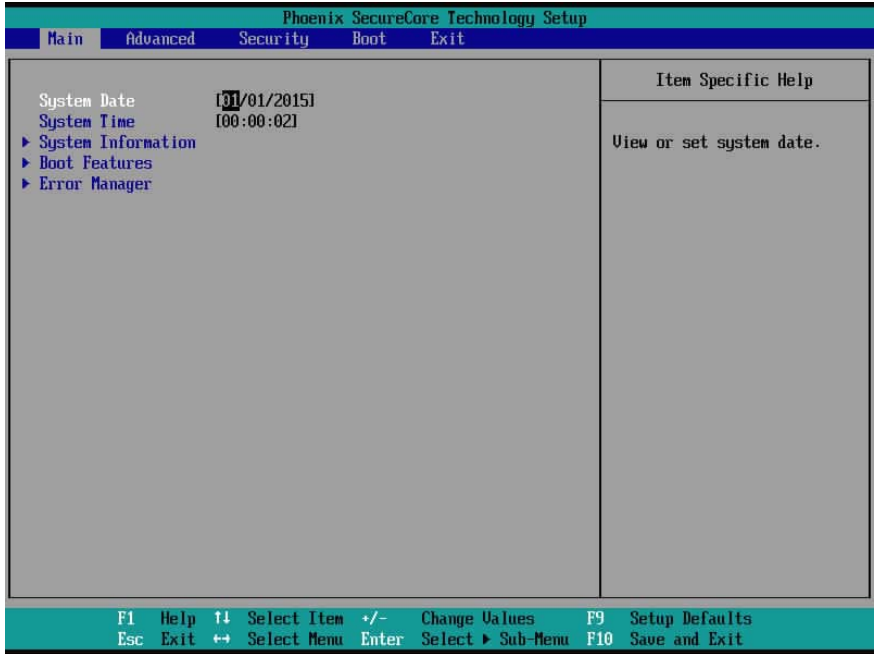 Phoenix SecureCore Technology Setup
Main Advanced Security Boot Exit
System Date [01/01/2015]
System Time [00:00:02]
▶ System Information
▶ Boot Features
▶ Error Manager
Item Specific Help
View or set system date.
F1 Help ↑↓ Select Item +/- Change Values F9 Setup Defaults
Esc Exit ↔ Select Menu Enter Select ▶ Sub-Menu F10 Save and Exit